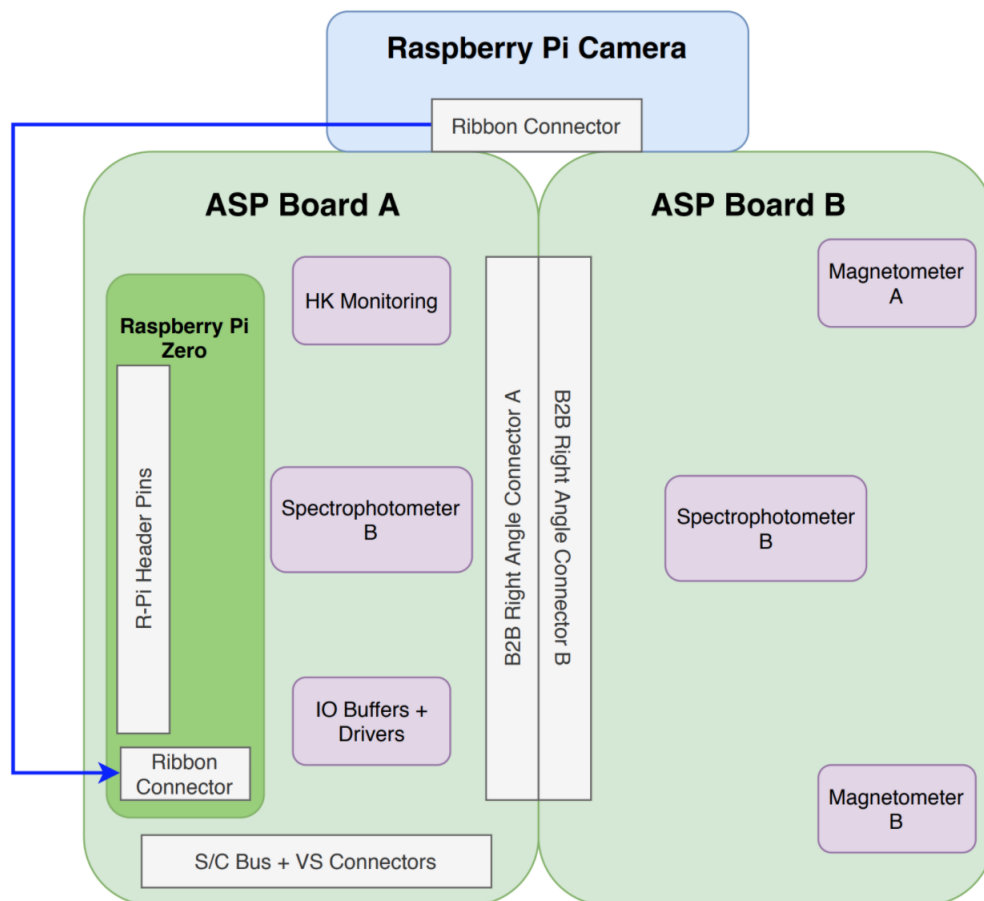 Raspberry Pi Camera
Ribbon Connector
ASP Board A
ASP Board B
HK Monitoring
Magnetometer
A
Raspberry Pi
Zero
R-Pi Header Pins
Spectrophotometer
B
B2B Right Angle Connector A
B2B Right Angle Connector B
Spectrophotometer
B
IO Buffers +
Drivers
Ribbon
Connector
Magnetometer
B
S/C Bus + VS Connectors